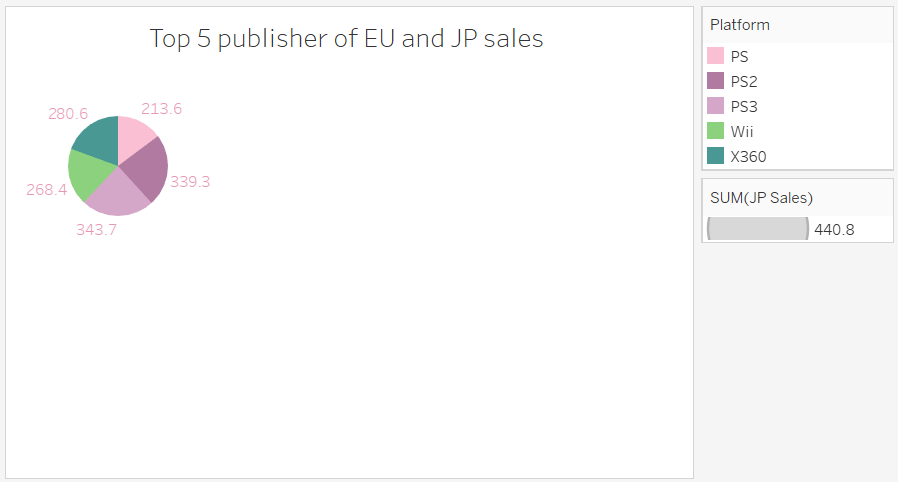 Top 5 publisher of EU and JP sales
280.6
213.6
339.3
268.4
343.7
Platform
PS
PS2
PS3
Wii
X360
SUM(JP Sales)
440.8